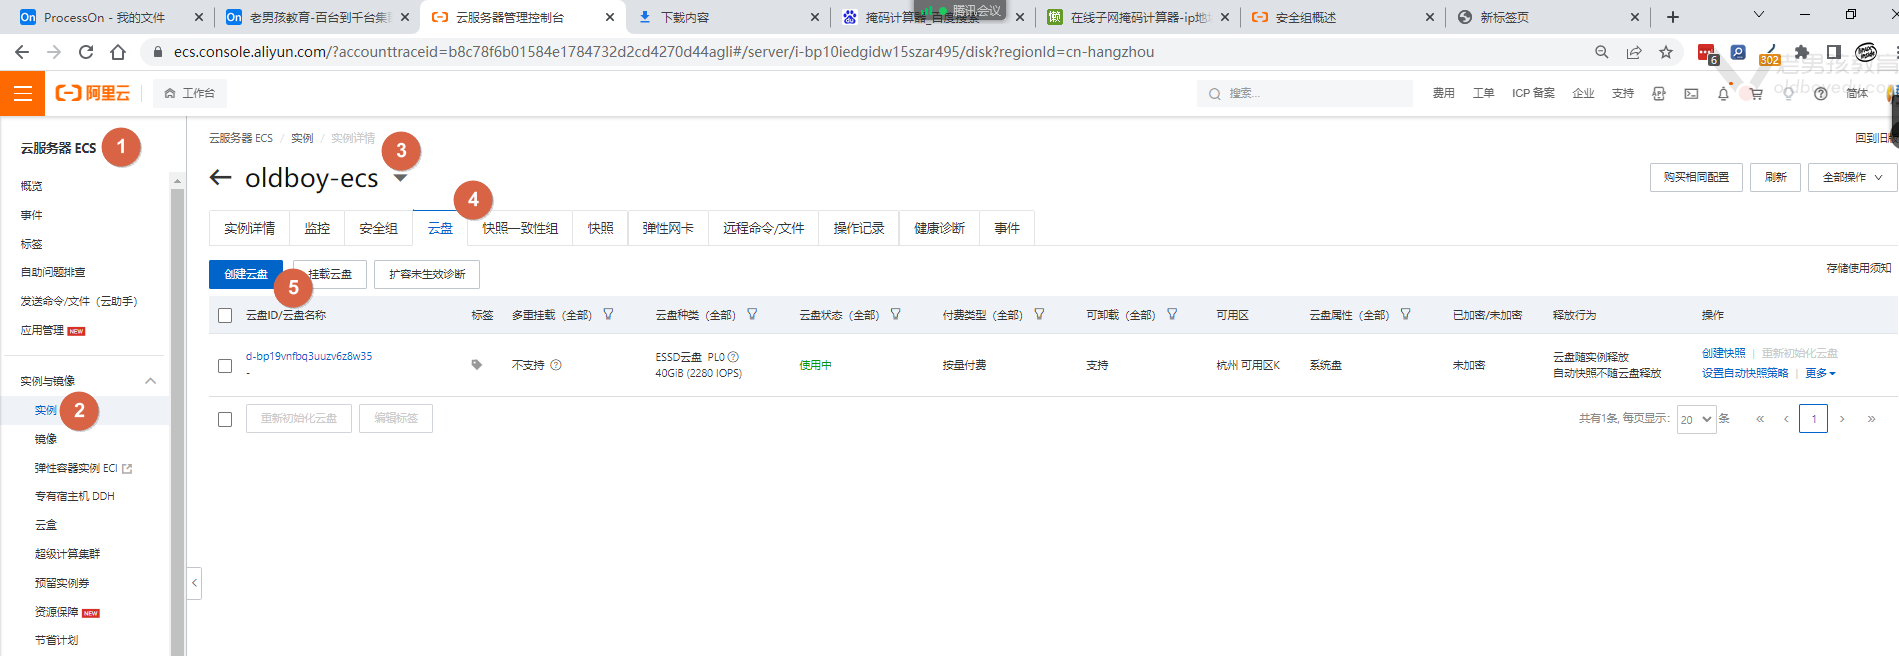 ProcessOn - 我的文件
老男孩教育-百台到千台集群
云服务器管理控制台
下载内容
掩码计算器_百度搜索
腾讯会议
在线子网掩码计算器-ip地址
安全组概述
新标签页
ecs.console.aliyun.com/?accounttraceid=b8c78f6b01584e1784732d2cd4270d44agli#/server/i-bp10iedgidw15szar495/disk?regionId=cn-hangzhou
6
302
老男孩教育
oldboyedu.com
阿里云
工作台
搜索...
费用
工单
ICP 备案
企业
支持
简体
云服务器 ECS
1
概览
事件
标签
自助问题排查
发送命令/文件（云助手）
应用管理 NEW
实例与镜像
实例
2
镜像
弹性容器实例 ECI
专有宿主机 DDH
云盒
超级计算集群
预留实例券
资源保障 NEW
节省计划
云服务器 ECS / 实例 / 实例详情
3
回到旧版
oldboy-ecs
4
购买相同配置
刷新
全部操作
实例详情
监控
安全组
云盘
快照一致性组
快照
弹性网卡
远程命令/文件
操作记录
健康诊断
事件
创建云盘
5
挂载云盘
扩容未生效诊断
存储使用须知
云盘ID/云盘名称
标签
多重挂载（全部）
云盘种类（全部）
云盘状态（全部）
付费类型（全部）
可卸载（全部）
可用区
云盘属性（全部）
已加密/未加密
释放行为
操作
d-bp19vnfbq3uuzv6z8w35
-
不支持
ESSD云盘 PL0
40GiB (2280 IOPS)
使用中
按量付费
支持
杭州 可用区K
系统盘
未加密
云盘随实例释放
自动快照不随云盘释放
创建快照 | 重新初始化云盘
设置自动快照策略 | 更多
重新初始化云盘
编辑标签
共有1条, 每页显示: 20 条
« ‹ 1 › »